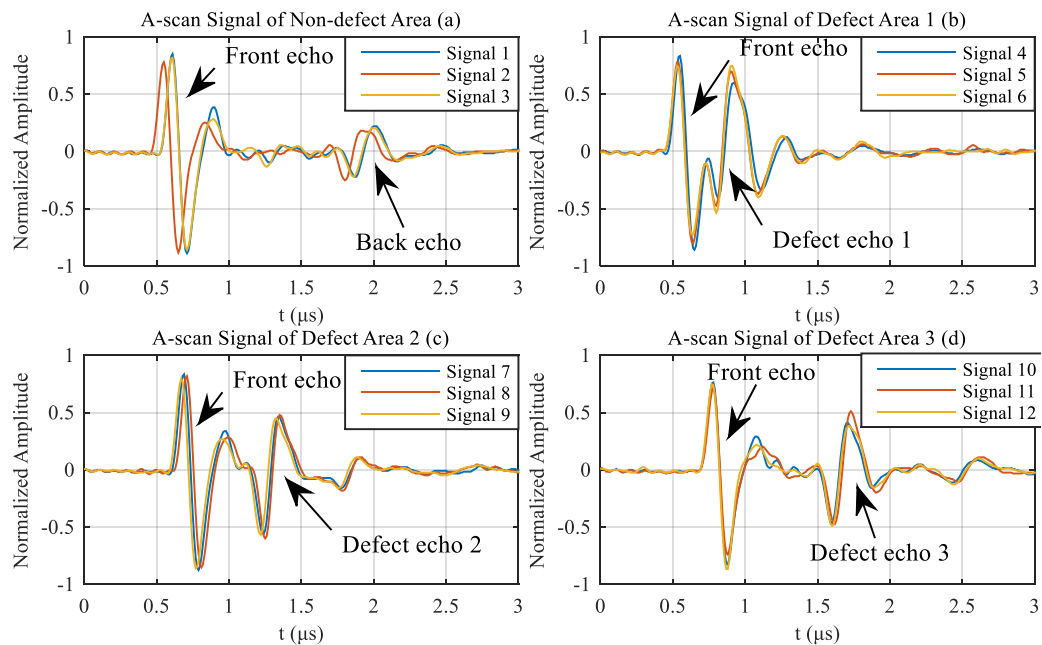 A-scan Signal of Non-defect Area (a)
Normalized Amplitude
1
0.5
0
-0.5
-1
Front echo
Signal 1
Signal 2
Signal 3
Back echo
0 0.5 1 1.5 2 2.5 3
t (μs)
A-scan Signal of Defect Area 1 (b)
Normalized Amplitude
1
0.5
0
-0.5
-1
Front echo
Signal 4
Signal 5
Signal 6
Defect echo 1
0 0.5 1 1.5 2 2.5 3
t (μs)
A-scan Signal of Defect Area 2 (c)
Normalized Amplitude
1
0.5
0
-0.5
-1
Front echo
Signal 7
Signal 8
Signal 9
Defect echo 2
0 0.5 1 1.5 2 2.5 3
t (μs)
A-scan Signal of Defect Area 3 (d)
Normalized Amplitude
1
0.5
0
-0.5
-1
Front echo
Signal 10
Signal 11
Signal 12
Defect echo 3
0 0.5 1 1.5 2 2.5 3
t (μs)